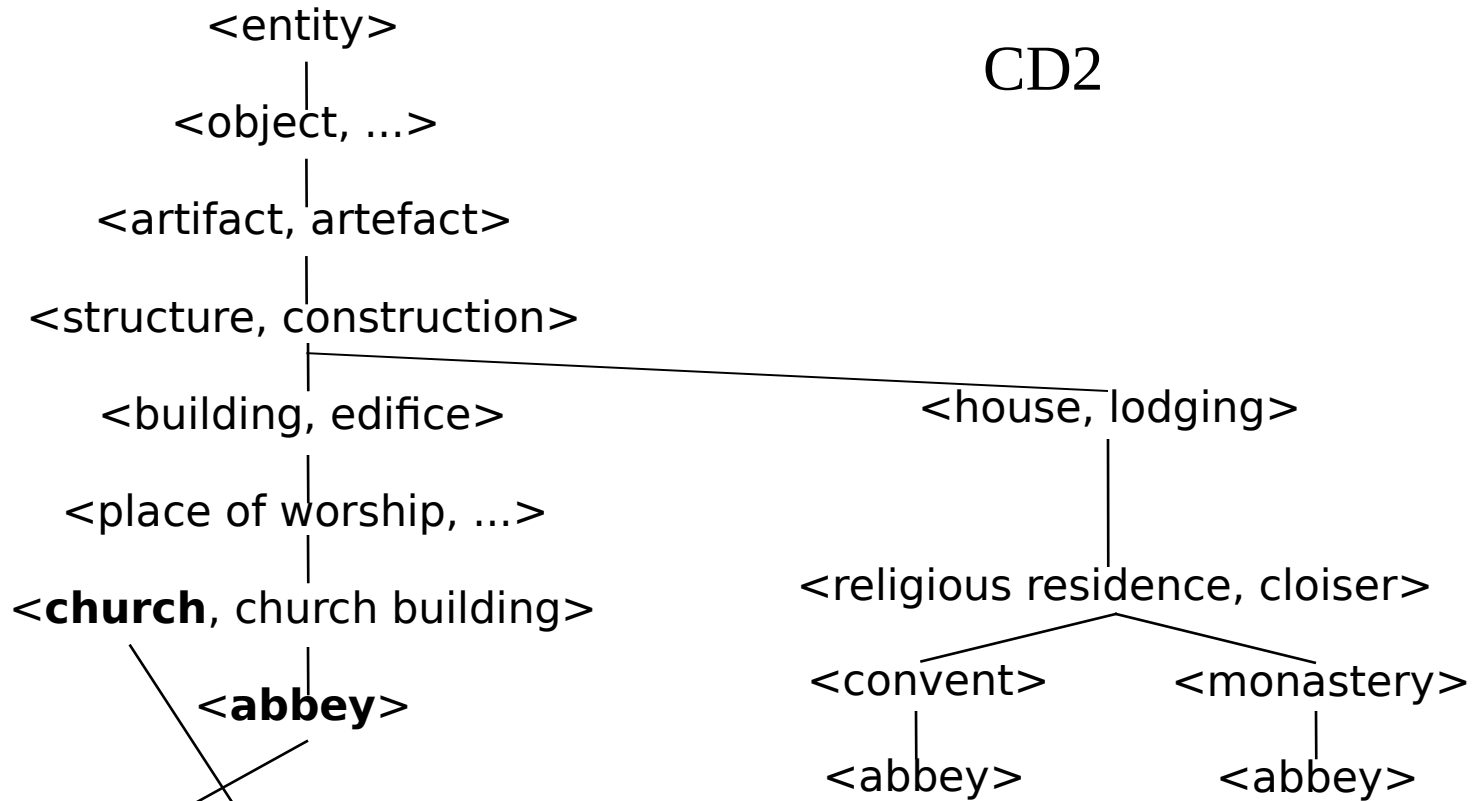 <entity>
CD2
<object, ...>
<artifact, artefact>
<structure, construction>
<building, edifice>
<house, lodging>
<place of worship, ...>
<religious residence, cloiser>
<church, church building>
<convent>
<monastery>
<abbey>
<abbey>
<abbey>